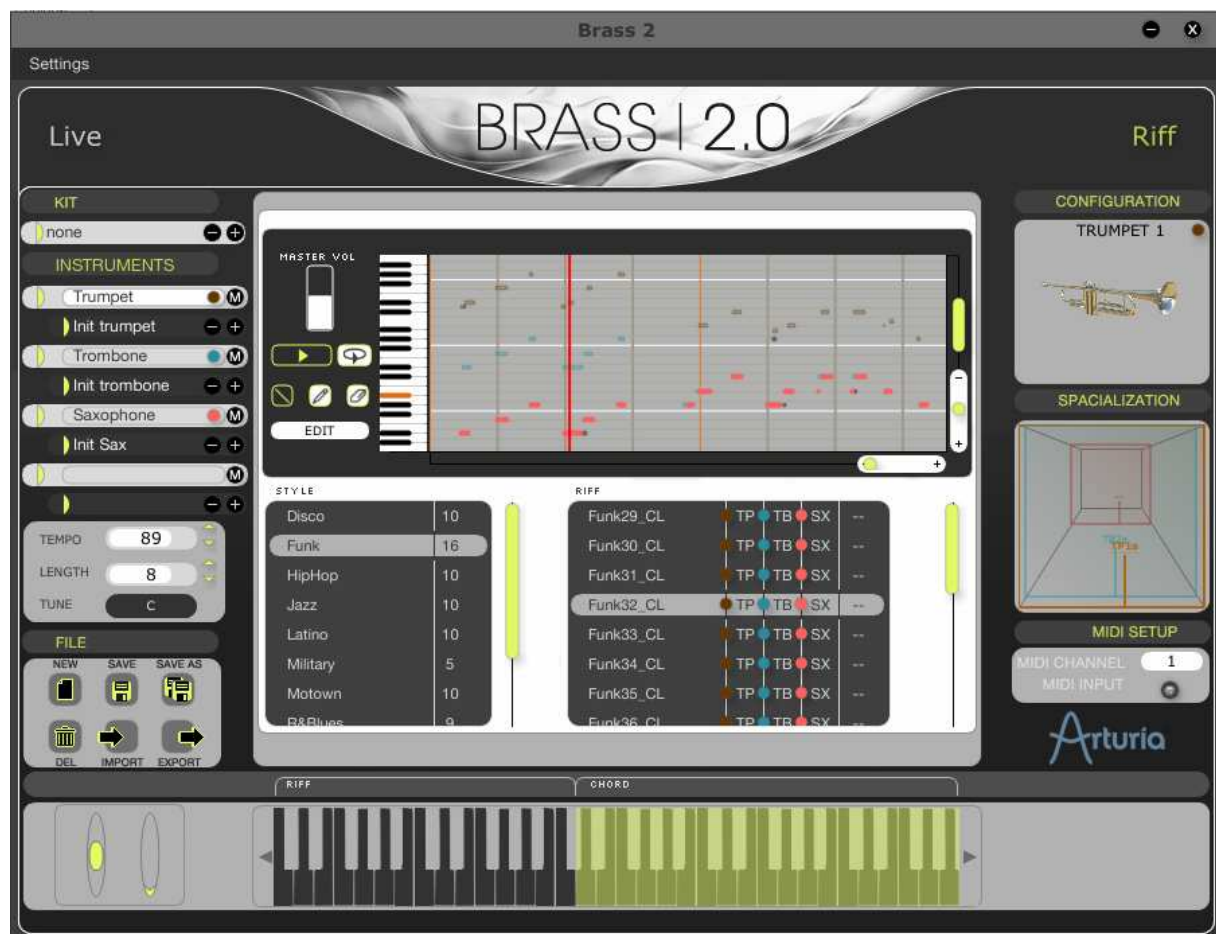 Brass 2
Settings
Live
BRASS | 2.0
Riff
KIT
none
INSTRUMENTS
Trumpet M
Init trumpet
Trombone M
Init trombone
Saxophone M
Init Sax
M
TEMPO 89
LENGTH 8
TUNE C
FILE
NEW SAVE SAVE AS
DEL IMPORT EXPORT
MASTER VOL
EDIT
STYLE
Disco 10
Funk 16
HipHop 10
Jazz 10
Latino 10
Military 5
Motown 10
R&Blues 9
RIFF
Funk29_CL TP TB SX --
Funk30_CL TP TB SX --
Funk31_CL TP TB SX --
Funk32_CL TP TB SX --
Funk33_CL TP TB SX --
Funk34_CL TP TB SX --
Funk35_CL TP TB SX --
Funk36_CL TP TB SX --
CONFIGURATION
TRUMPET 1
SPACIALIZATION
MIDI SETUP
MIDI CHANNEL 1
MIDI INPUT
Arturia
RIFF CHORD